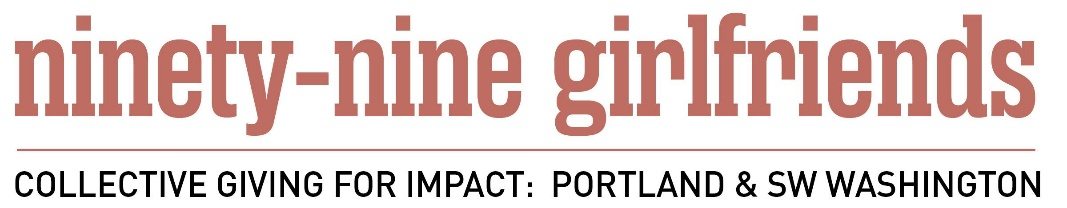 ninety-nine girlfriends
COLLECTIVE GIVING FOR IMPACT: PORTLAND & SW WASHINGTON